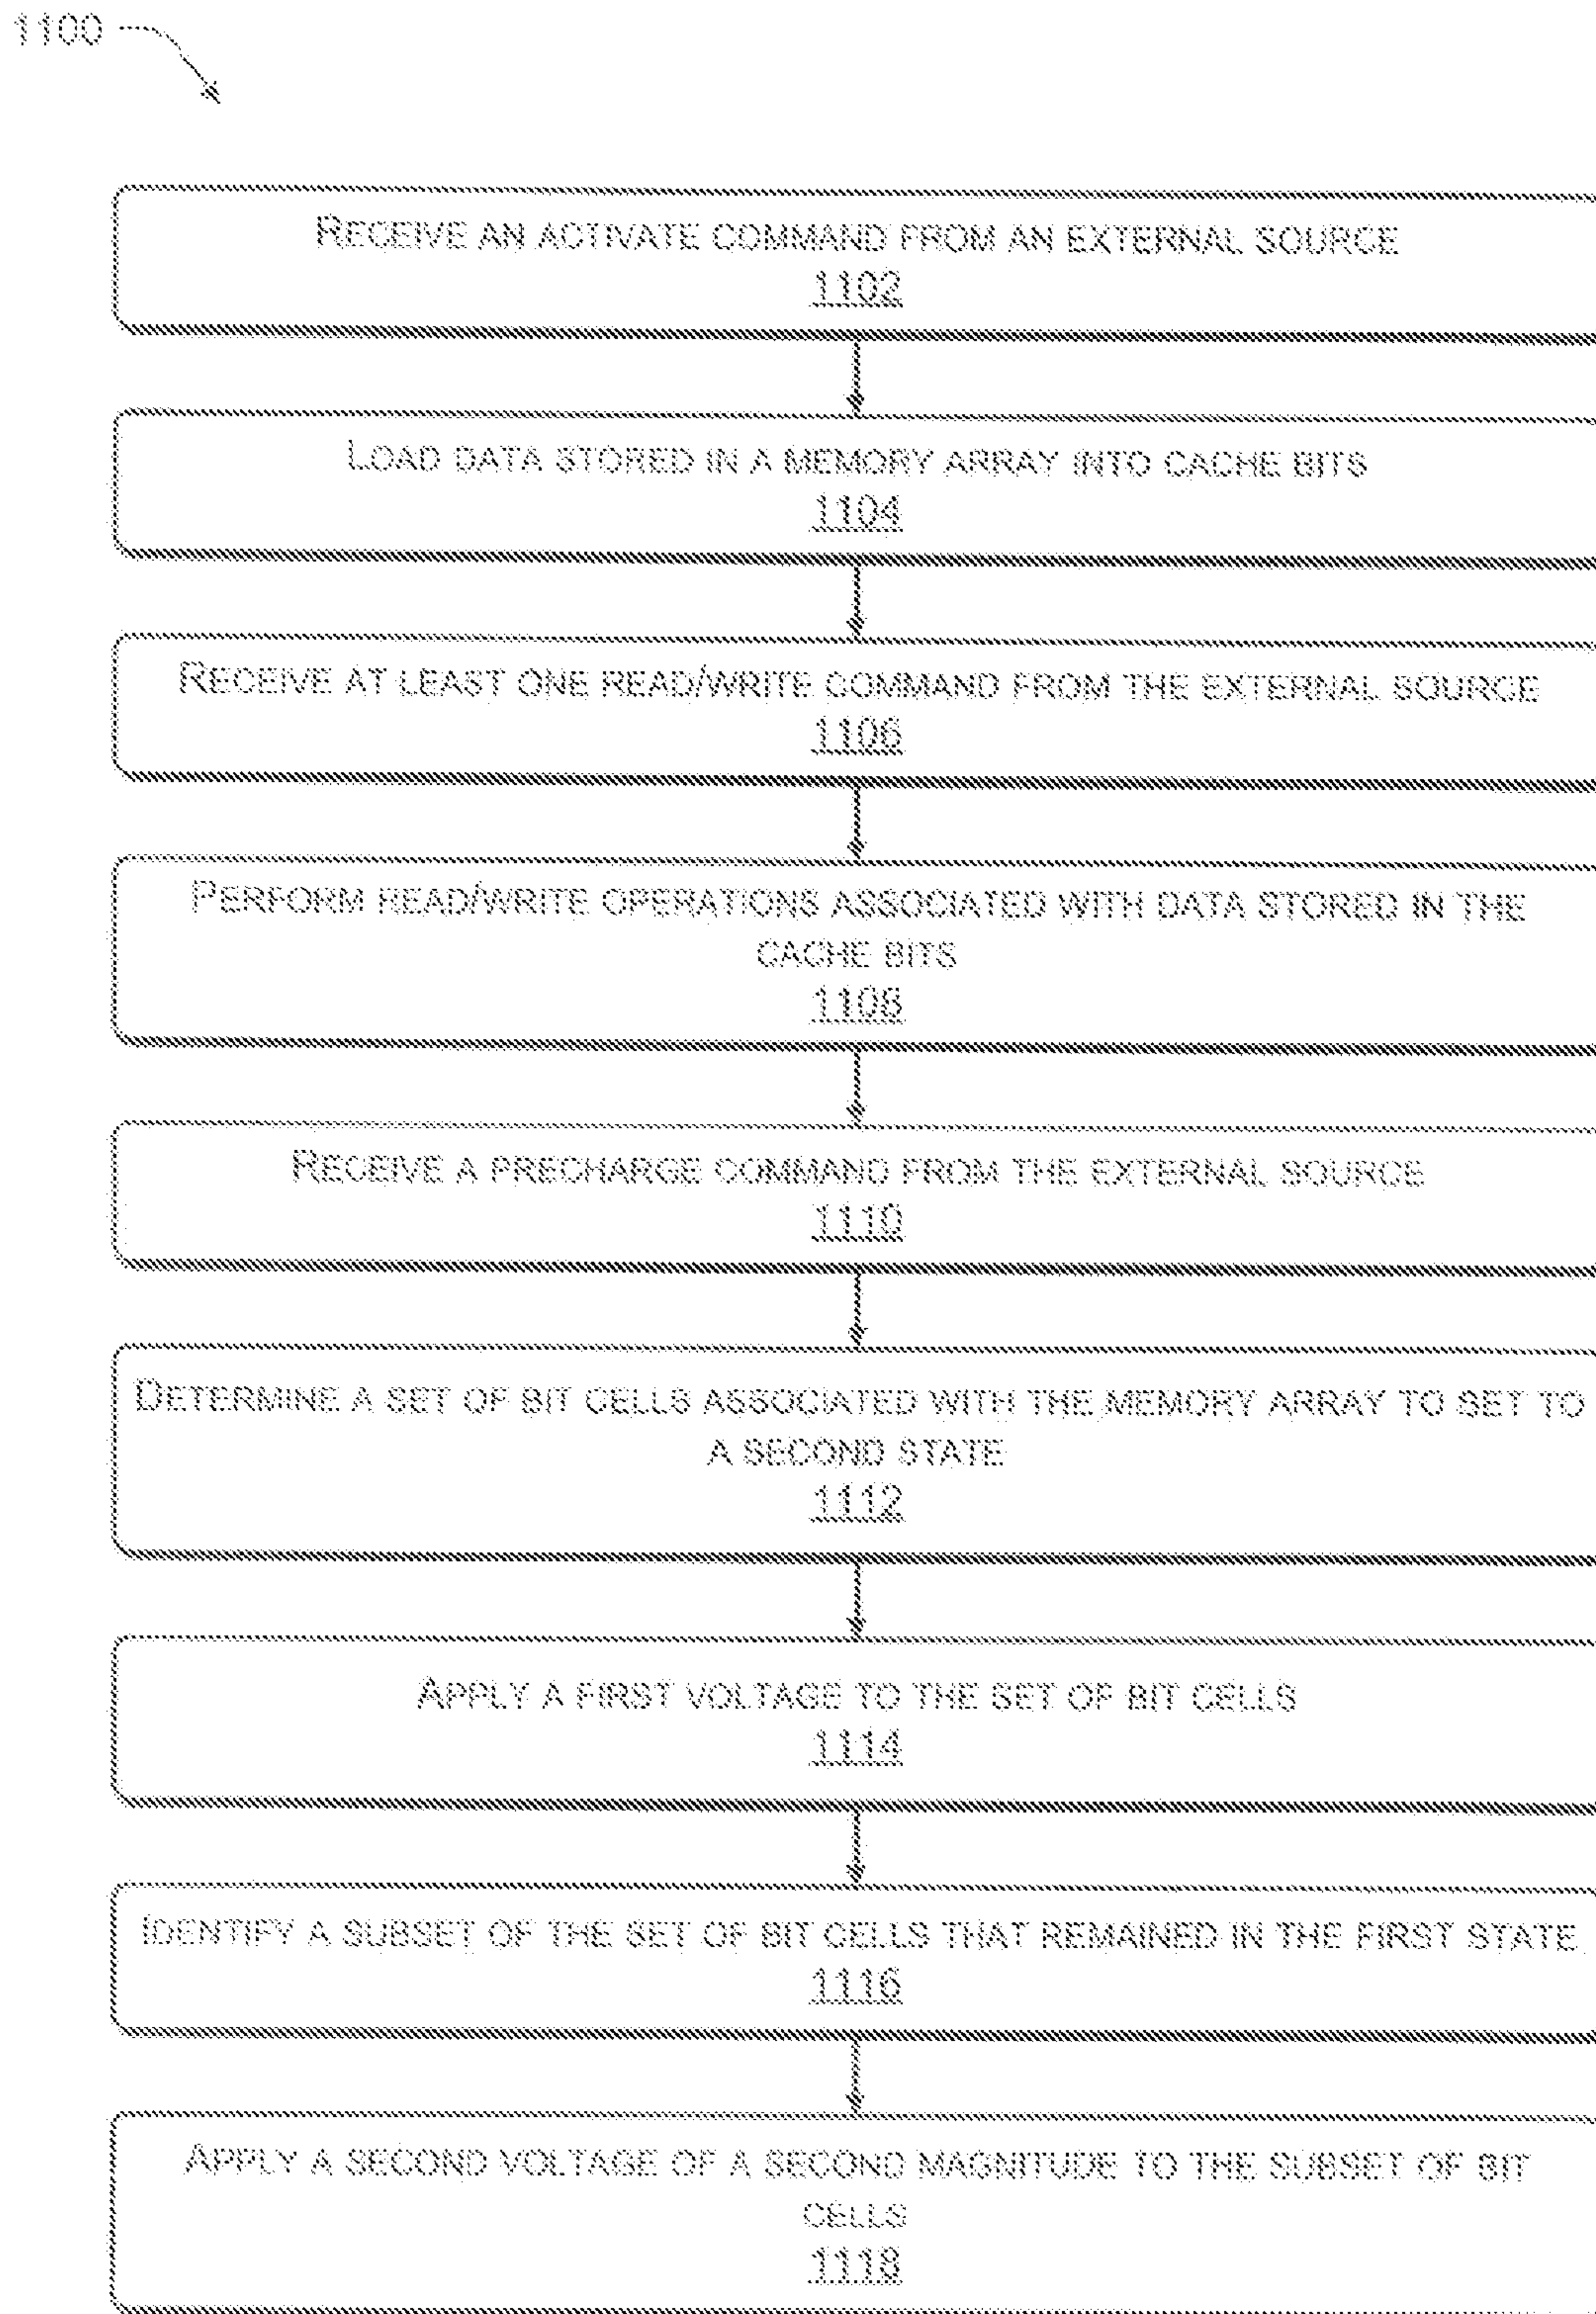 1100
RECEIVE AN ACTIVATE COMMAND FROM AN EXTERNAL SOURCE
1102
LOAD DATA STORED IN A MEMORY ARRAY INTO CACHE BITS
1104
RECEIVE AT LEAST ONE READ/WRITE COMMAND FROM THE EXTERNAL SOURCE
1106
PERFORM READ/WRITE OPERATIONS ASSOCIATED WITH DATA STORED IN THE
CACHE BITS
1108
RECEIVE A PRECHARGE COMMAND FROM THE EXTERNAL SOURCE
1110
DETERMINE A SET OF BIT CELLS ASSOCIATED WITH THE MEMORY ARRAY TO SET TO
A SECOND STATE
1112
APPLY A FIRST VOLTAGE TO THE SET OF BIT CELLS
1114
IDENTIFY A SUBSET OF THE SET OF BIT CELLS THAT REMAINED IN THE FIRST STATE
1116
APPLY A SECOND VOLTAGE OF A SECOND MAGNITUDE TO THE SUBSET OF BIT
CELLS
1118